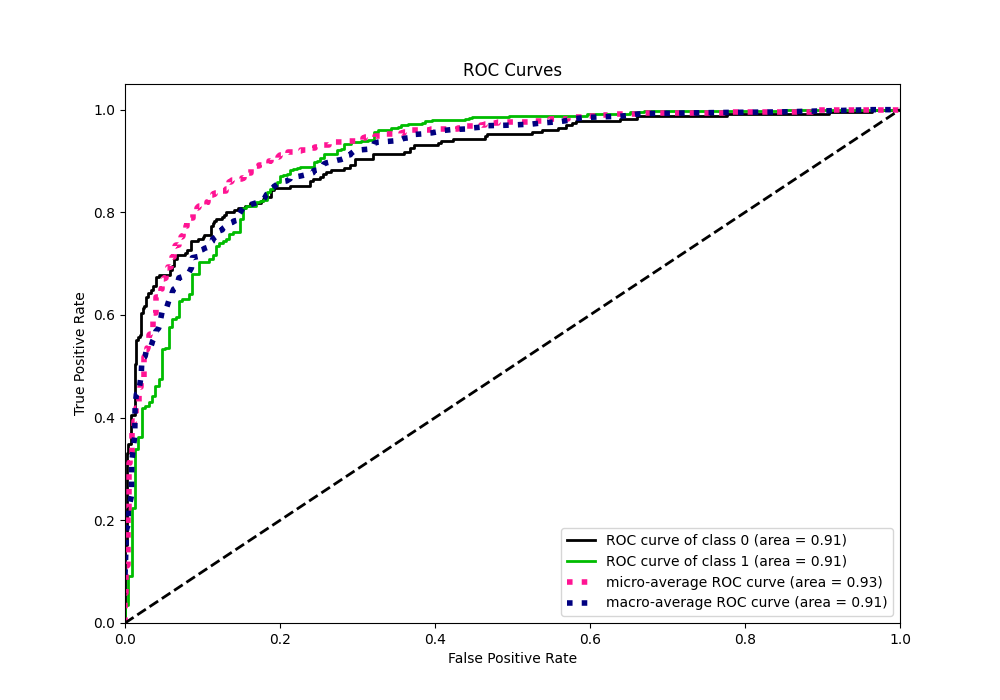 ROC Curves
True Positive Rate
1.0
0.8
0.6
0.4
0.2
0.0
0.0 0.2 0.4 0.6 0.8 1.0
False Positive Rate
ROC curve of class 0 (area = 0.91)
ROC curve of class 1 (area = 0.91)
micro-average ROC curve (area = 0.93)
macro-average ROC curve (area = 0.91)